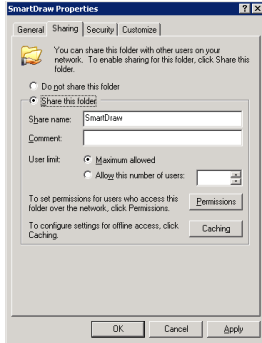 SmartDraw Properties
General Sharing Security Customize
You can share this folder with other users on your
network. To enable sharing for this folder, click Share this
folder.
Do not share this folder
Share this folder
Share name: SmartDraw
Comment:
User limit: Maximum allowed
Allow this number of users:
To set permissions for users who access this
folder over the network, click Permissions.
Permissions
To configure settings for offline access, click
Caching.
Caching
OK Cancel Apply